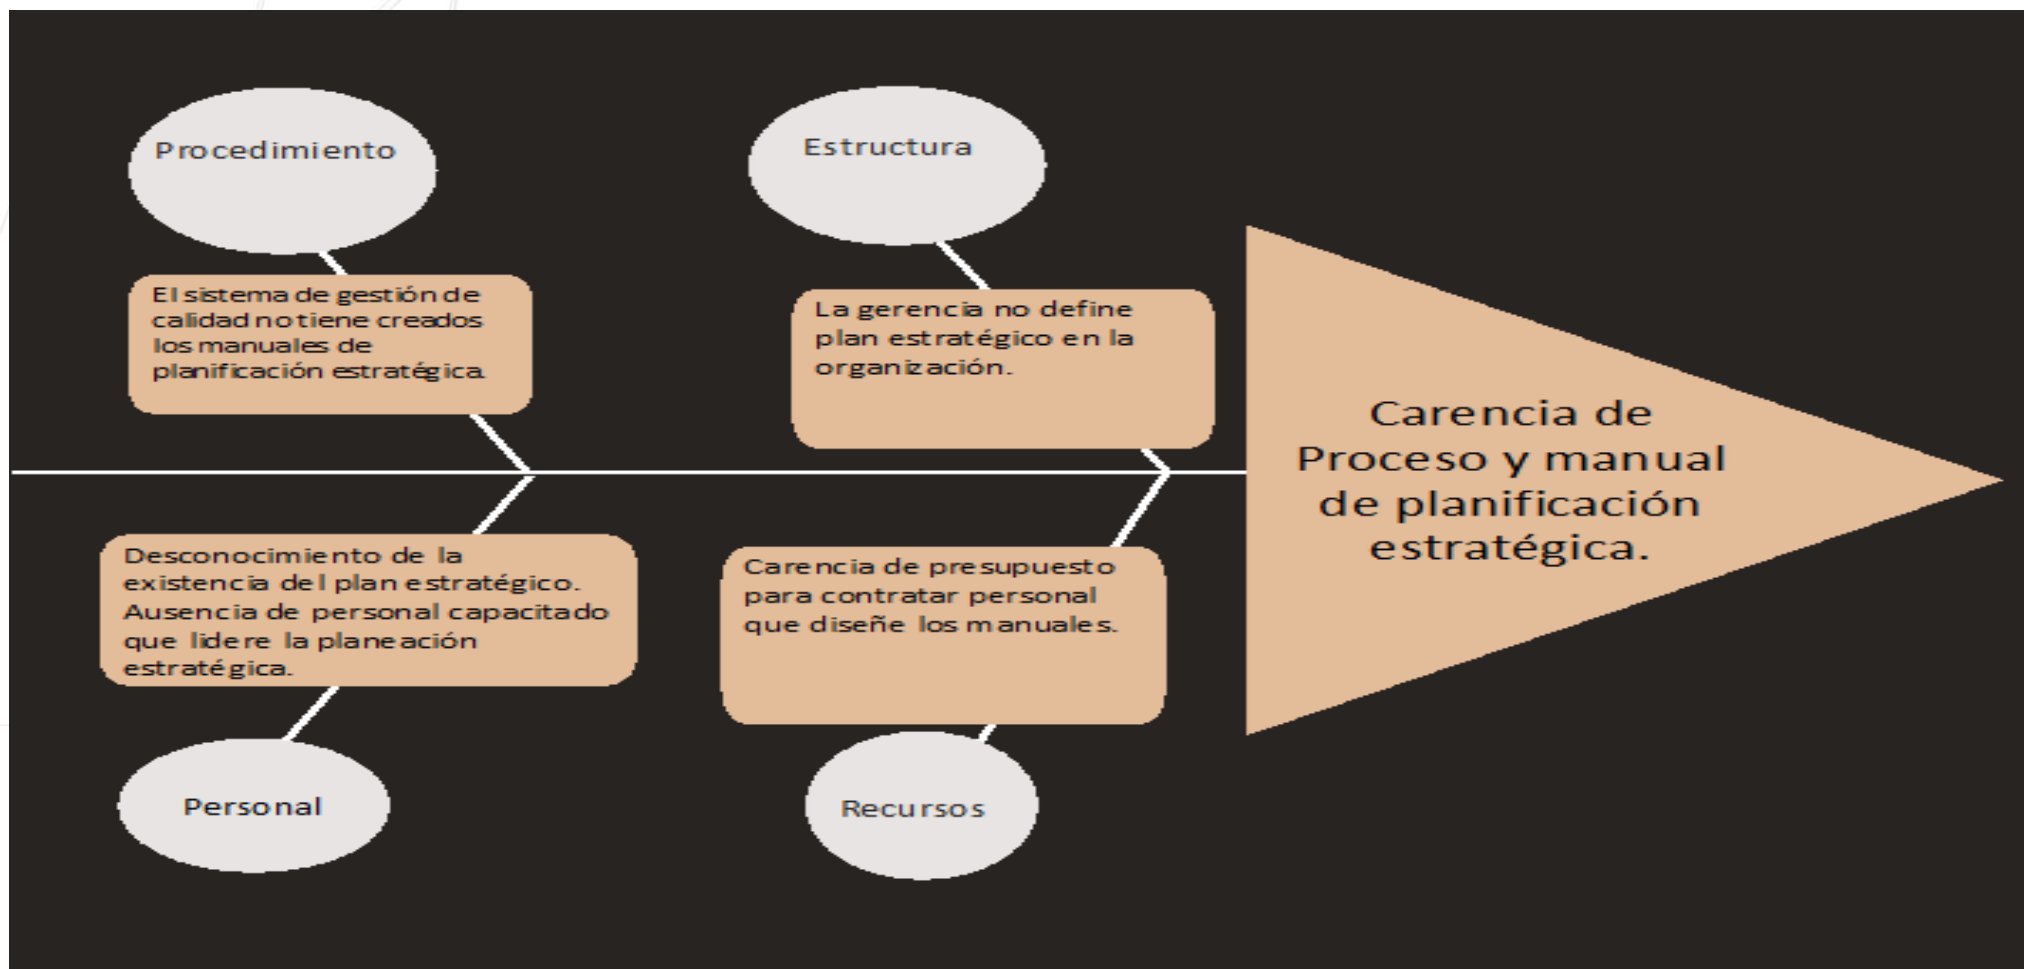 Procedimiento
Estructura
El sistema de gestión de
calidad no tiene creados
los manuales de
planificación estratégica.
La gerencia no define
plan estratégico en la
organización.
Carencia de
Proceso y manual
de planificación
estratégica.
Desconocimiento de la
existencia del plan estratégico.
Ausencia de personal capacitado
que lidere la planeación
estratégica.
Carencia de presupuesto
para contratar personal
que diseñe los manuales.
Personal
Recursos